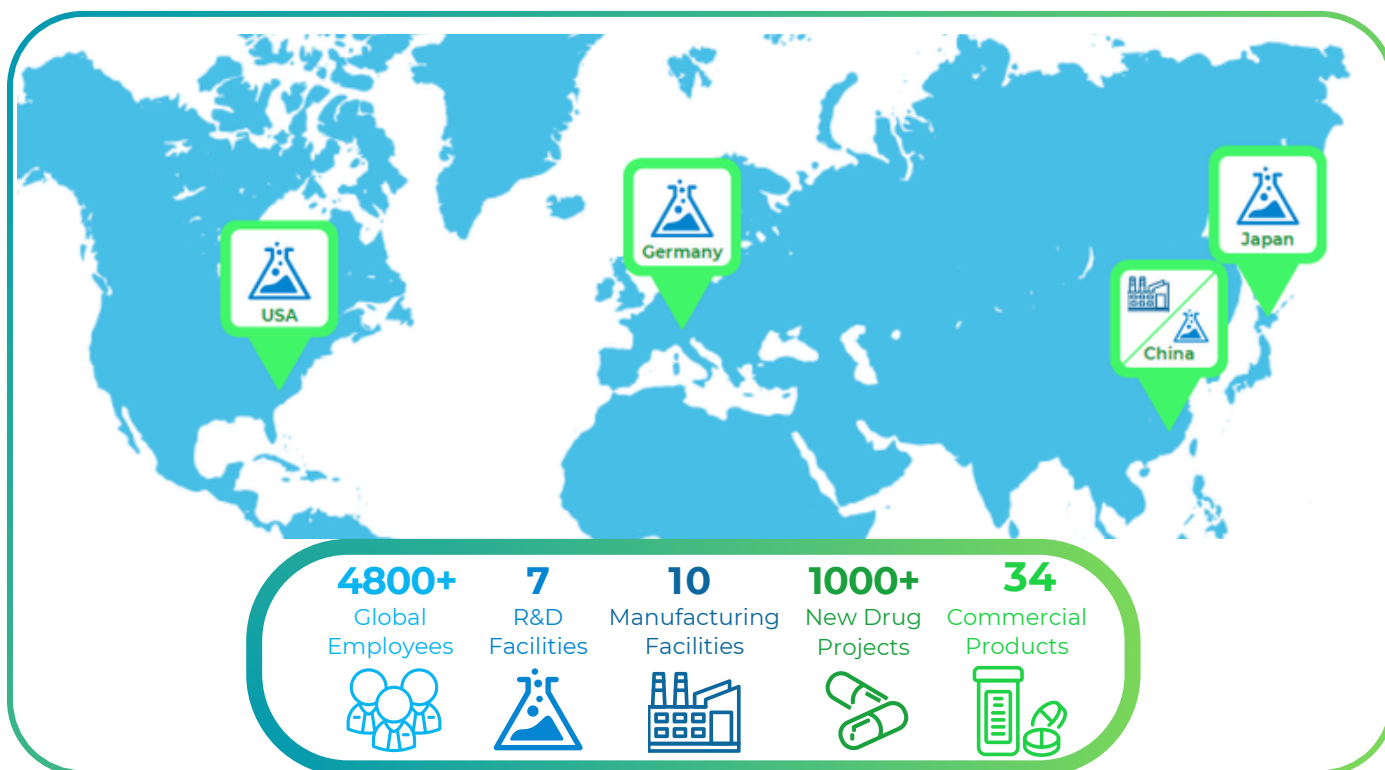 Japan
Germany
USA
China
4800+
Global
Employees
7
R&D
Facilities
10
Manufacturing
Facilities
1000+
New Drug
Projects
34
Commercial
Products